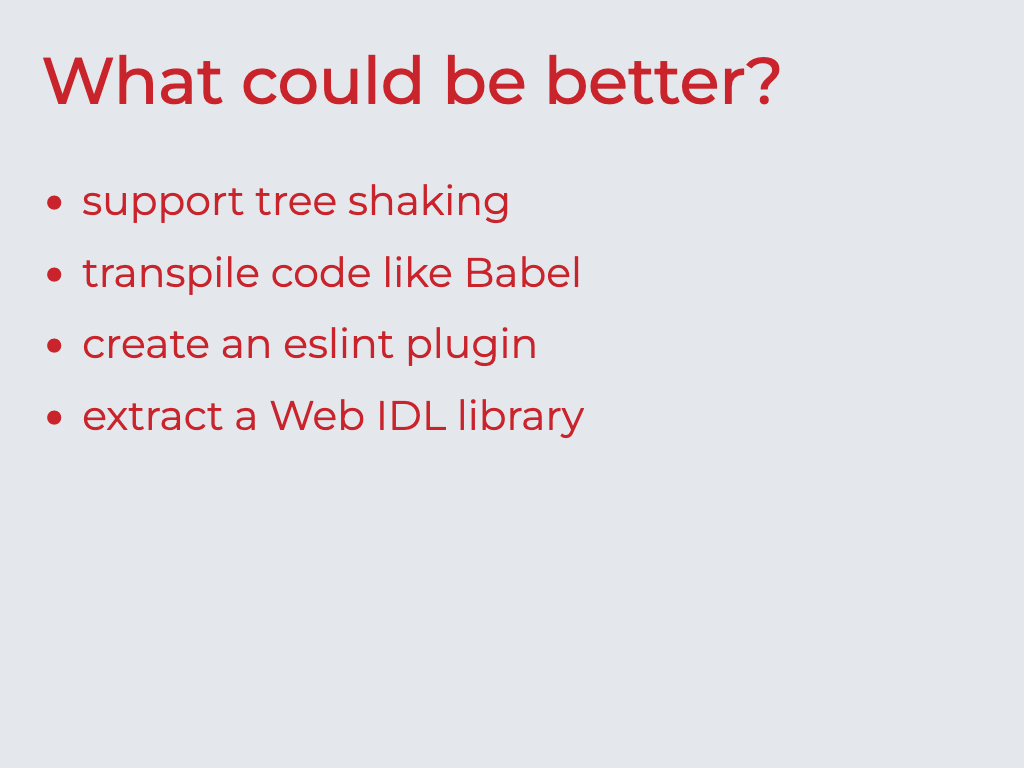 What could be better?
• support tree shaking
• transpile code like Babel
• create an eslint plugin
• extract a Web IDL library